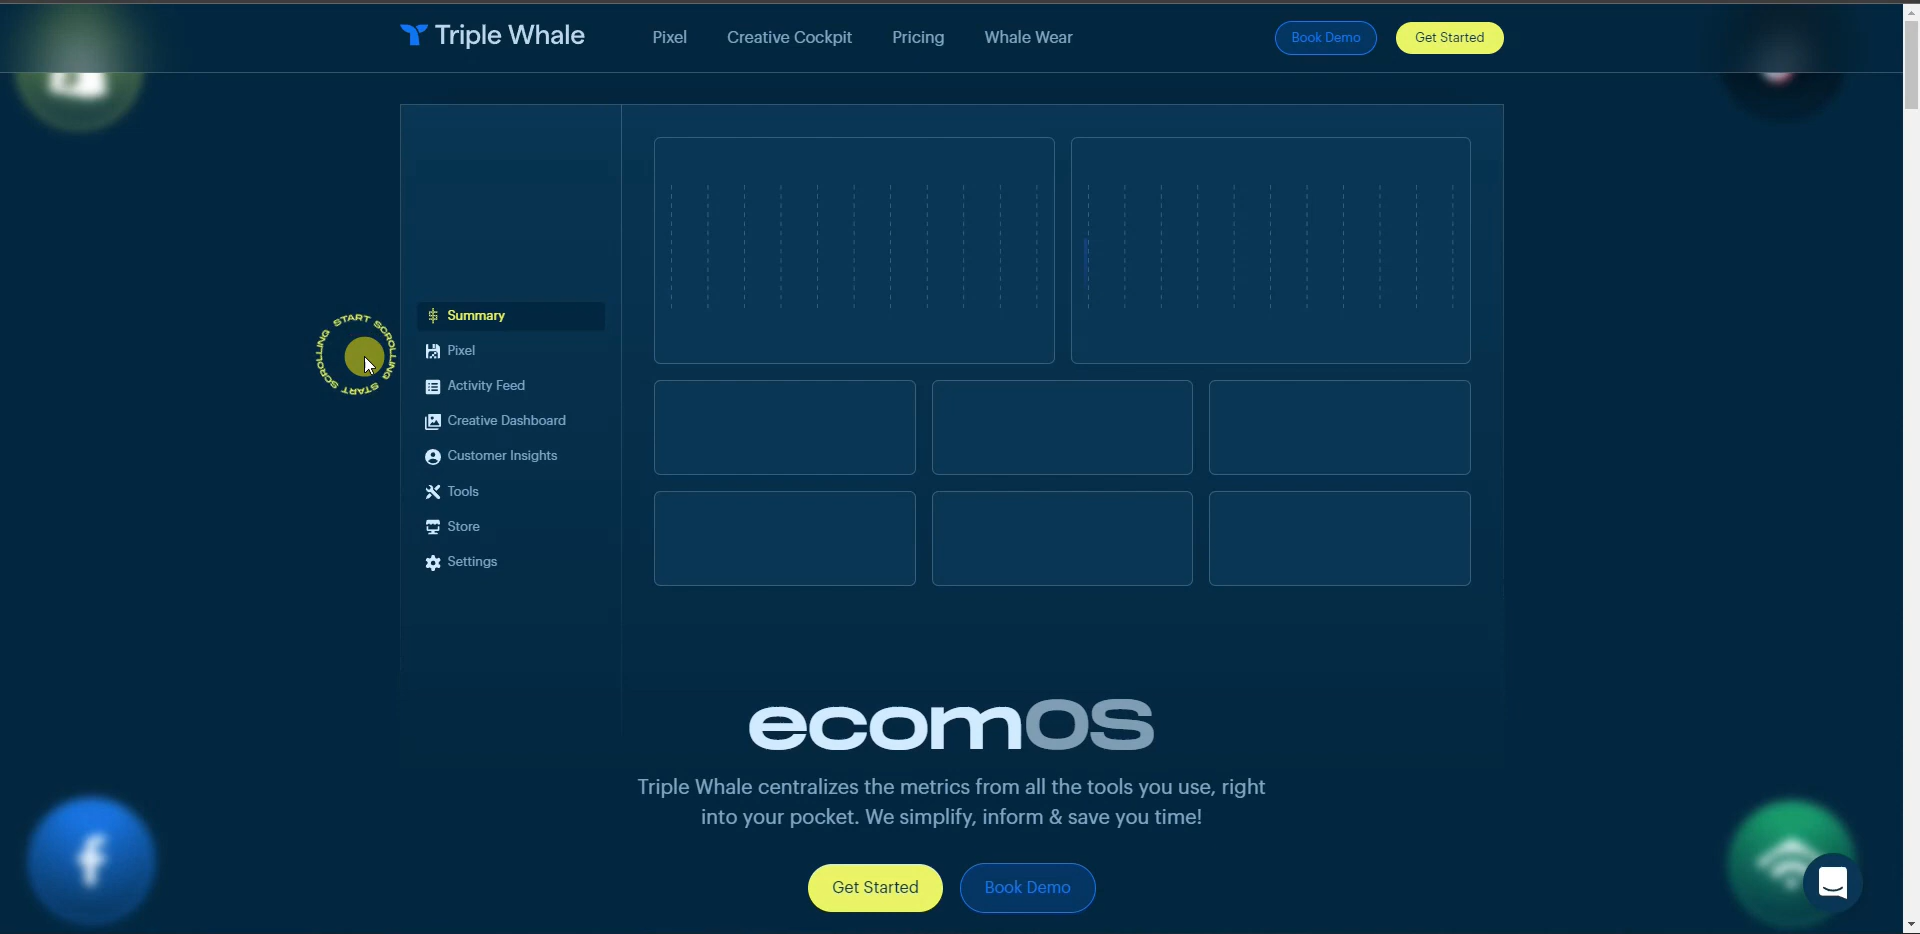 Triple Whale
Pixel
Creative Cockpit
Pricing
Whale Wear
Book Demo
Get Started
START SCROLLING START SCROLLING
Summary
Pixel
Activity Feed
Creative Dashboard
Customer Insights
Tools
Store
Settings
ecomOS
Triple Whale centralizes the metrics from all the tools you use, right
into your pocket. We simplify, inform & save you time!
Get Started
Book Demo